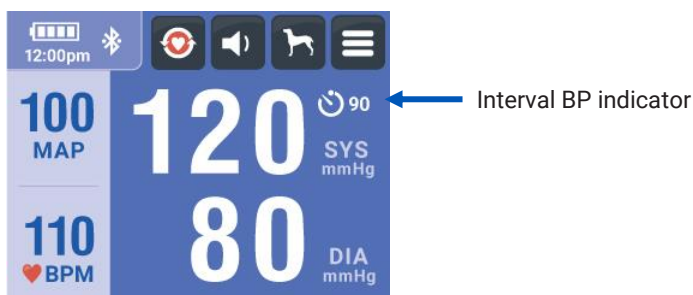 12:00pm
100
MAP
120
90
SYS
mmHg
Interval BP indicator
110
BPM
80
DIA
mmHg